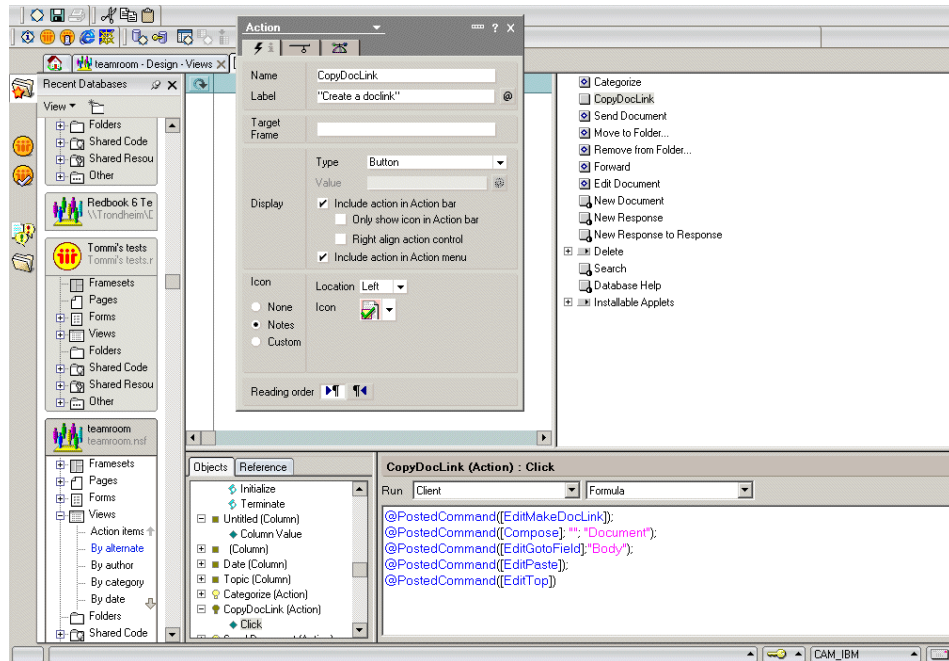 teamroom - Design - Views
Recent Databases
View
Folders
Shared Code
Shared Resou
Other
Redbook 6 Te
\\Trondheim\D
Tommi's tests
Tommi's tests.r
Framesets
Pages
Forms
Views
Folders
Shared Code
Shared Resou
Other
teamroom
teamroom.nsf
Framesets
Pages
Forms
Views
Action items
By alternate
By author
By category
By date
Folders
Shared Code
Action
Name
CopyDocLink
Label
"Create a doclink"
@
Target
Frame
Type
Button
Value
Display
Include action in Action bar
Only show icon in Action bar
Right align action control
Include action in Action menu
Icon
Location
Left
None
Icon
Notes
Custom
Reading order
Categorize
CopyDocLink
Send Document
Move to Folder...
Remove from Folder...
Forward
Edit Document
New Document
New Response
New Response to Response
Delete
Search
Database Help
Installable Applets
Objects
Reference
Initialize
Terminate
Untitled (Column)
Column Value
(Column)
Date (Column)
Topic (Column)
Categorize (Action)
CopyDocLink (Action)
Click
CopyDocLink (Action) : Click
Run
Client
Formula
@PostedCommand([EditMakeDocLink]);
@PostedCommand([Compose]; ""; "Document");
@PostedCommand([EditGotoField];"Body");
@PostedCommand([EditPaste]);
@PostedCommand([EditTop])
CAM_IBM